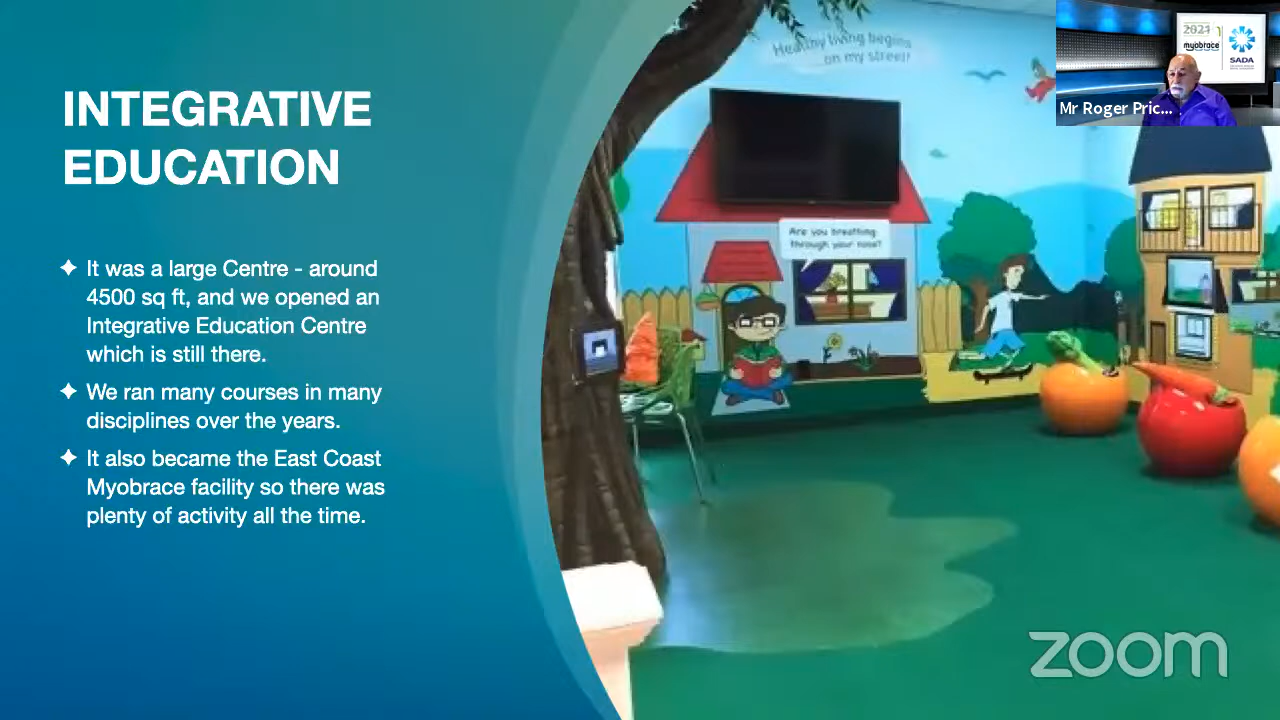 INTEGRATIVE
EDUCATION
✦ It was a large Centre - around
4500 sq ft, and we opened an
Integrative Education Centre
which is still there.
✦ We ran many courses in many
disciplines over the years.
✦ It also became the East Coast
Myobrace facility so there was
plenty of activity all the time.
Healthy living begins
on my street!
Are you breathing
through your nose?
2021
myobrace
SADA
Mr Roger Pric...
zoom